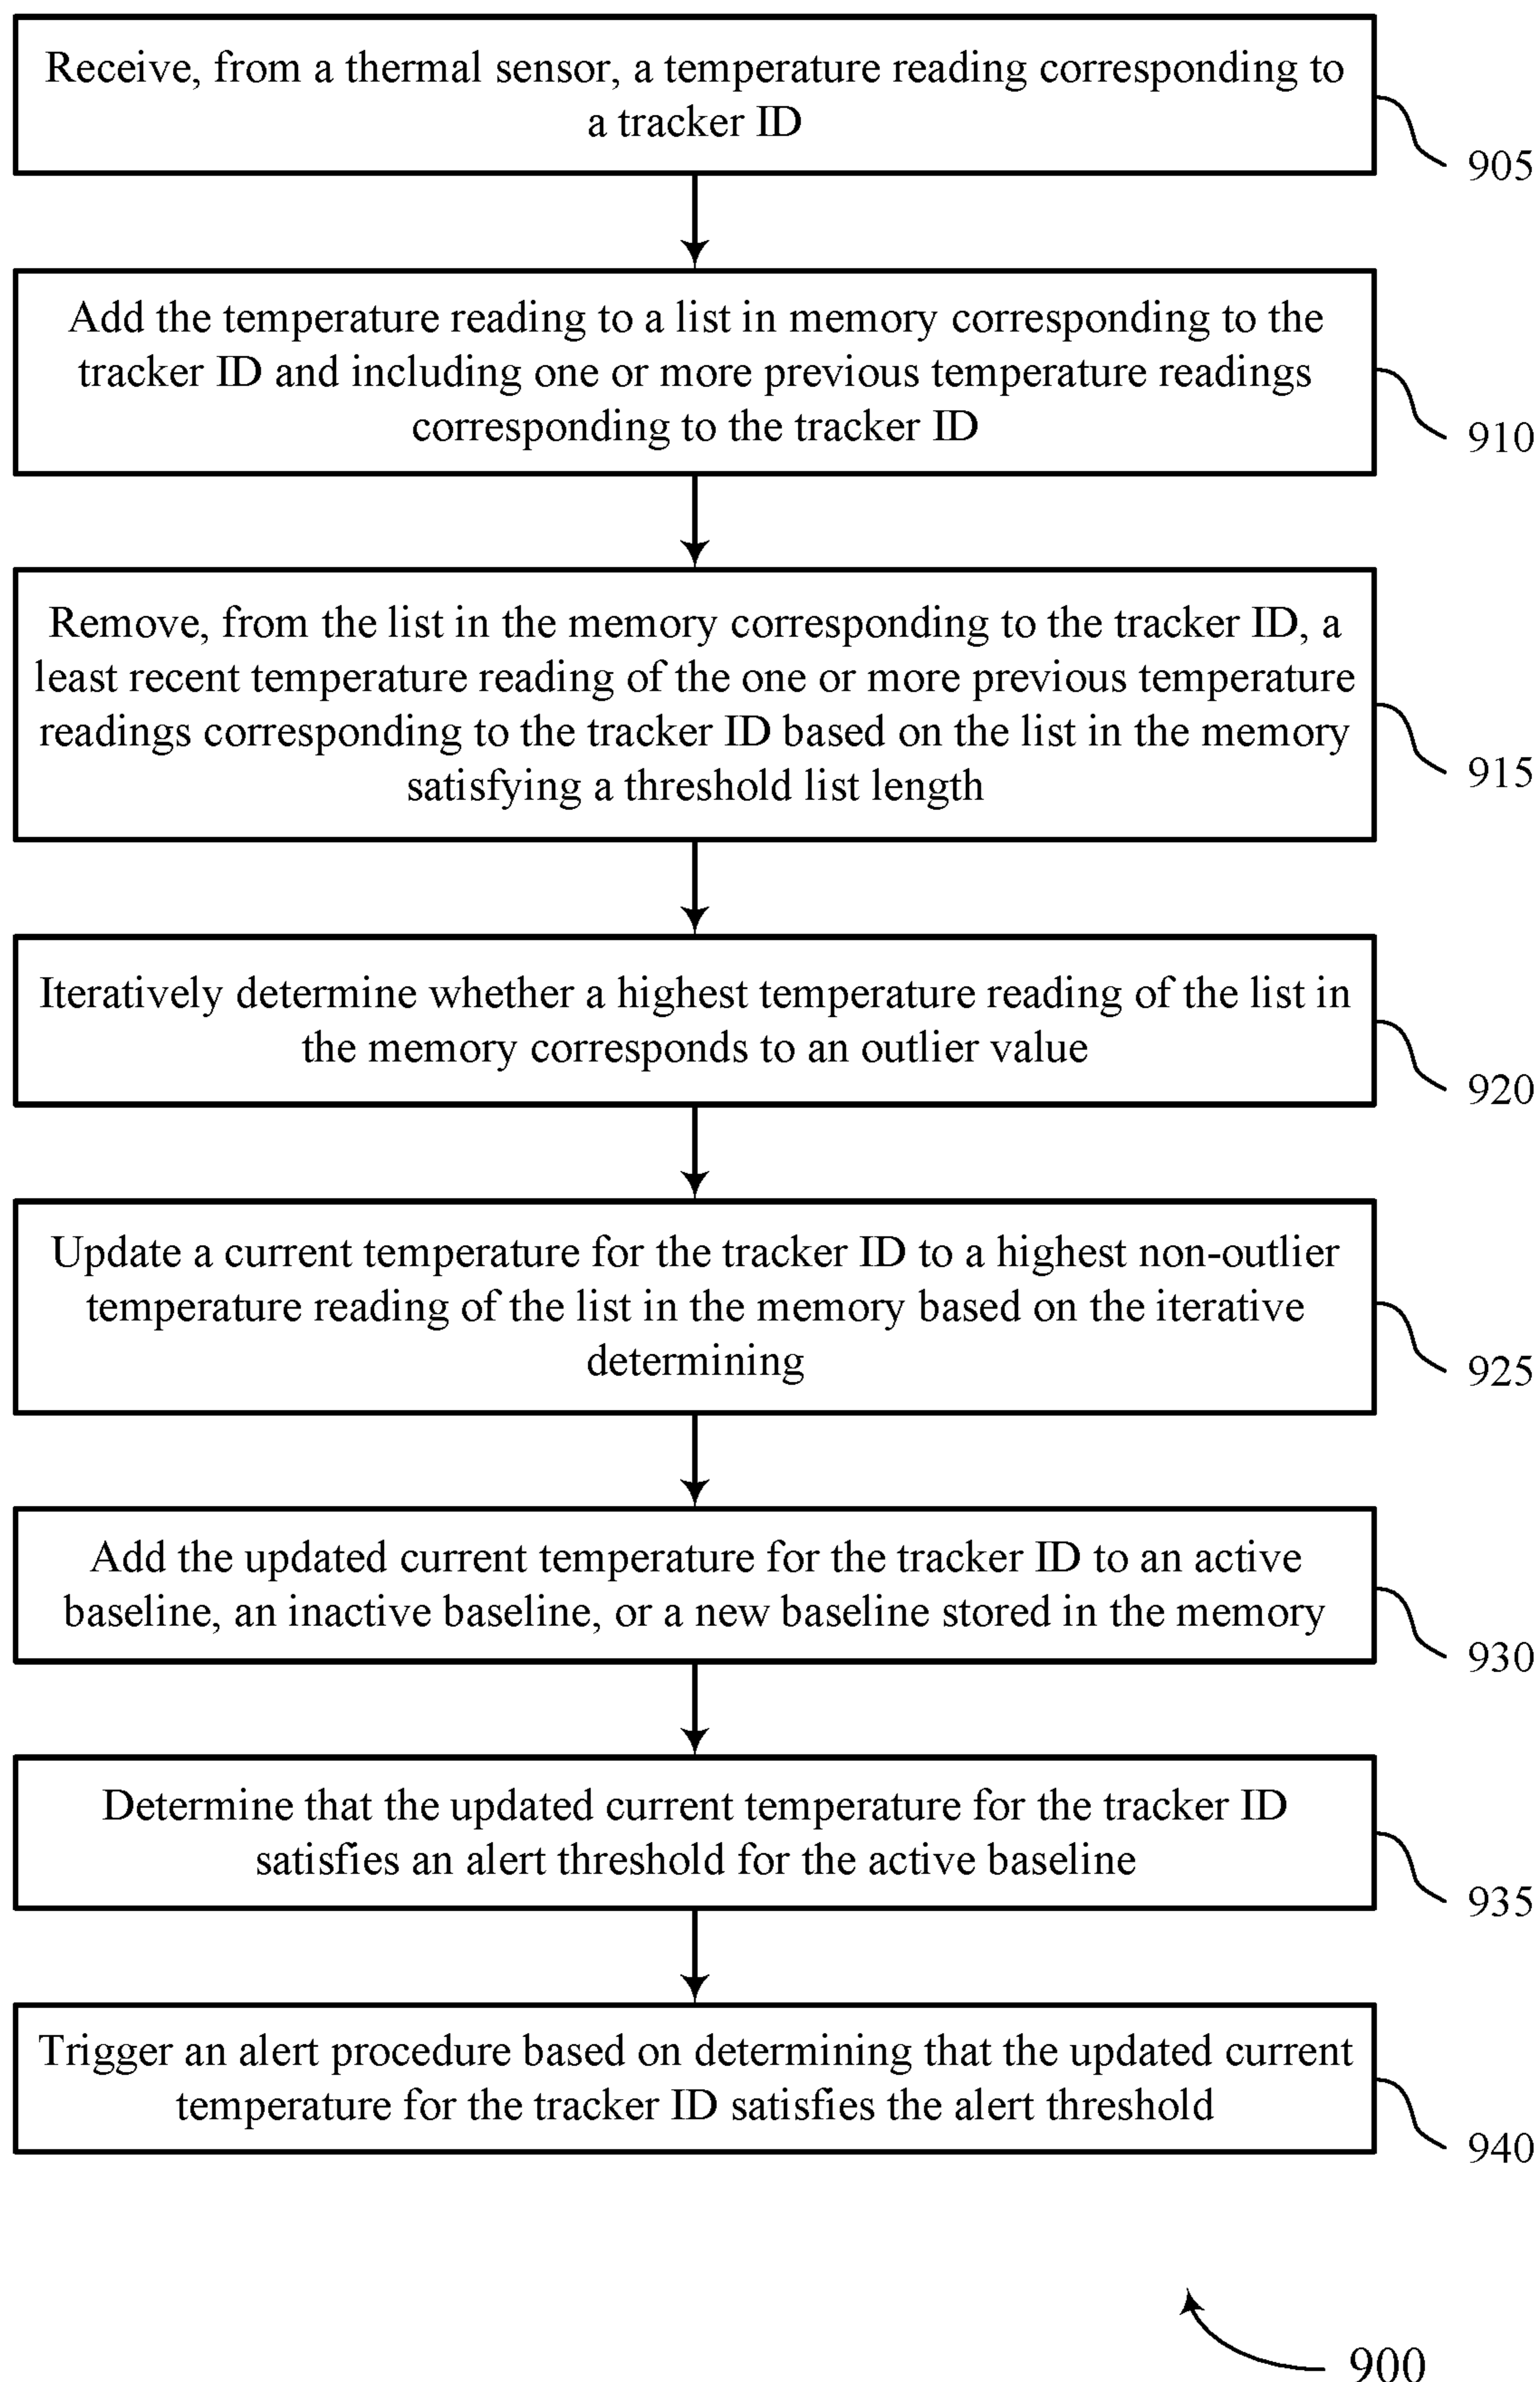 Receive, from a thermal sensor, a temperature reading corresponding to
a tracker ID
905
Add the temperature reading to a list in memory corresponding to the
tracker ID and including one or more previous temperature readings
corresponding to the tracker ID
910
Remove, from the list in the memory corresponding to the tracker ID, a
least recent temperature reading of the one or more previous temperature
readings corresponding to the tracker ID based on the list in the memory
satisfying a threshold list length
915
Iteratively determine whether a highest temperature reading of the list in
the memory corresponds to an outlier value
920
Update a current temperature for the tracker ID to a highest non-outlier
temperature reading of the list in the memory based on the iterative
determining
925
Add the updated current temperature for the tracker ID to an active
baseline, an inactive baseline, or a new baseline stored in the memory
930
Determine that the updated current temperature for the tracker ID
satisfies an alert threshold for the active baseline
935
Trigger an alert procedure based on determining that the updated current
temperature for the tracker ID satisfies the alert threshold
940
900